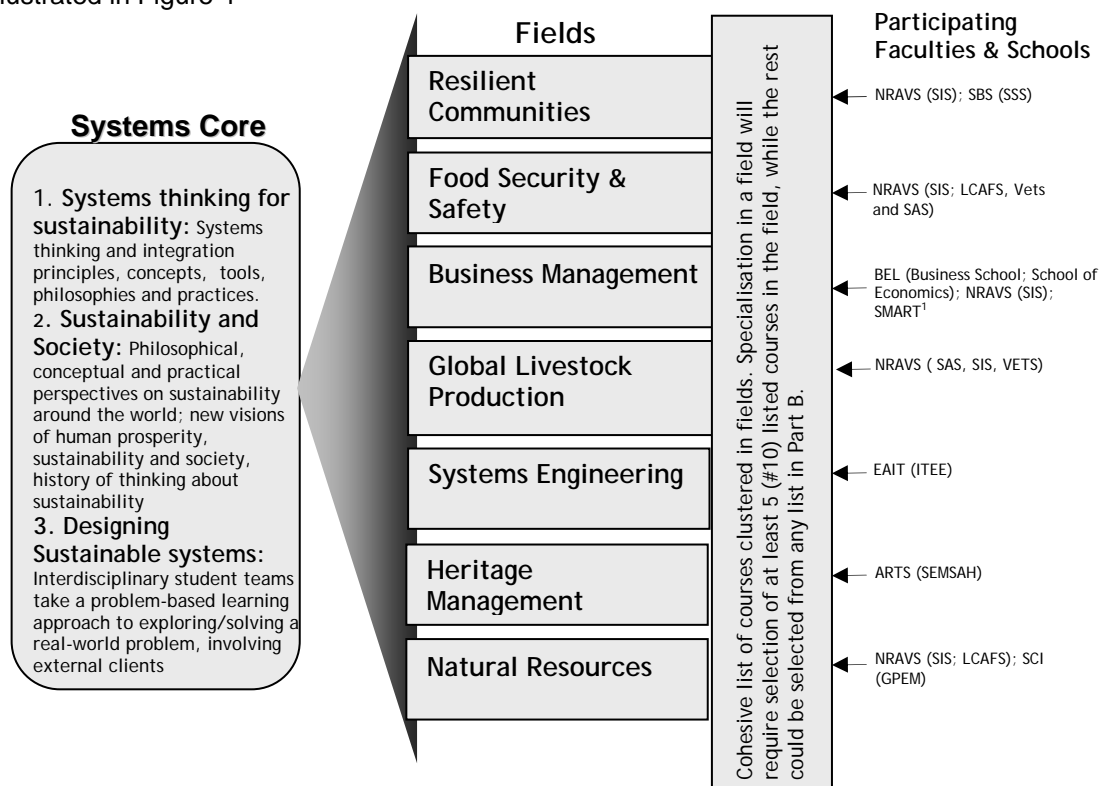 lustrated in Figure 1
Systems Core
1. Systems thinking for
sustainability: Systems
thinking and integration
principles, concepts, tools,
philosophies and practices.
2. Sustainability and
Society: Philosophical,
conceptual and practical
perspectives on sustainability
around the world; new visions
of human prosperity,
sustainability and society,
history of thinking about
sustainability
3. Designing
Sustainable systems:
Interdisciplinary student teams
take a problem-based learning
approach to exploring/solving a
real-world problem, involving
external clients
Fields
Resilient
Communities
Food Security &
Safety
Business Management
Global Livestock
Production
Systems Engineering
Heritage
Management
Natural Resources
Cohesive list of courses clustered in fields. Specialisation in a field will
require selection of at least 5 (#10) listed courses in the field, while the rest
could be selected from any list in Part B.
Participating
Faculties & Schools
NRAVS (SIS); SBS (SSS)
NRAVS (SIS; LCAFS, Vets
and SAS)
BEL (Business School; School of
Economics); NRAVS (SIS);
SMART1
NRAVS ( SAS, SIS, VETS)
EAIT (ITEE)
ARTS (SEMSAH)
NRAVS (SIS; LCAFS); SCI
(GPEM)